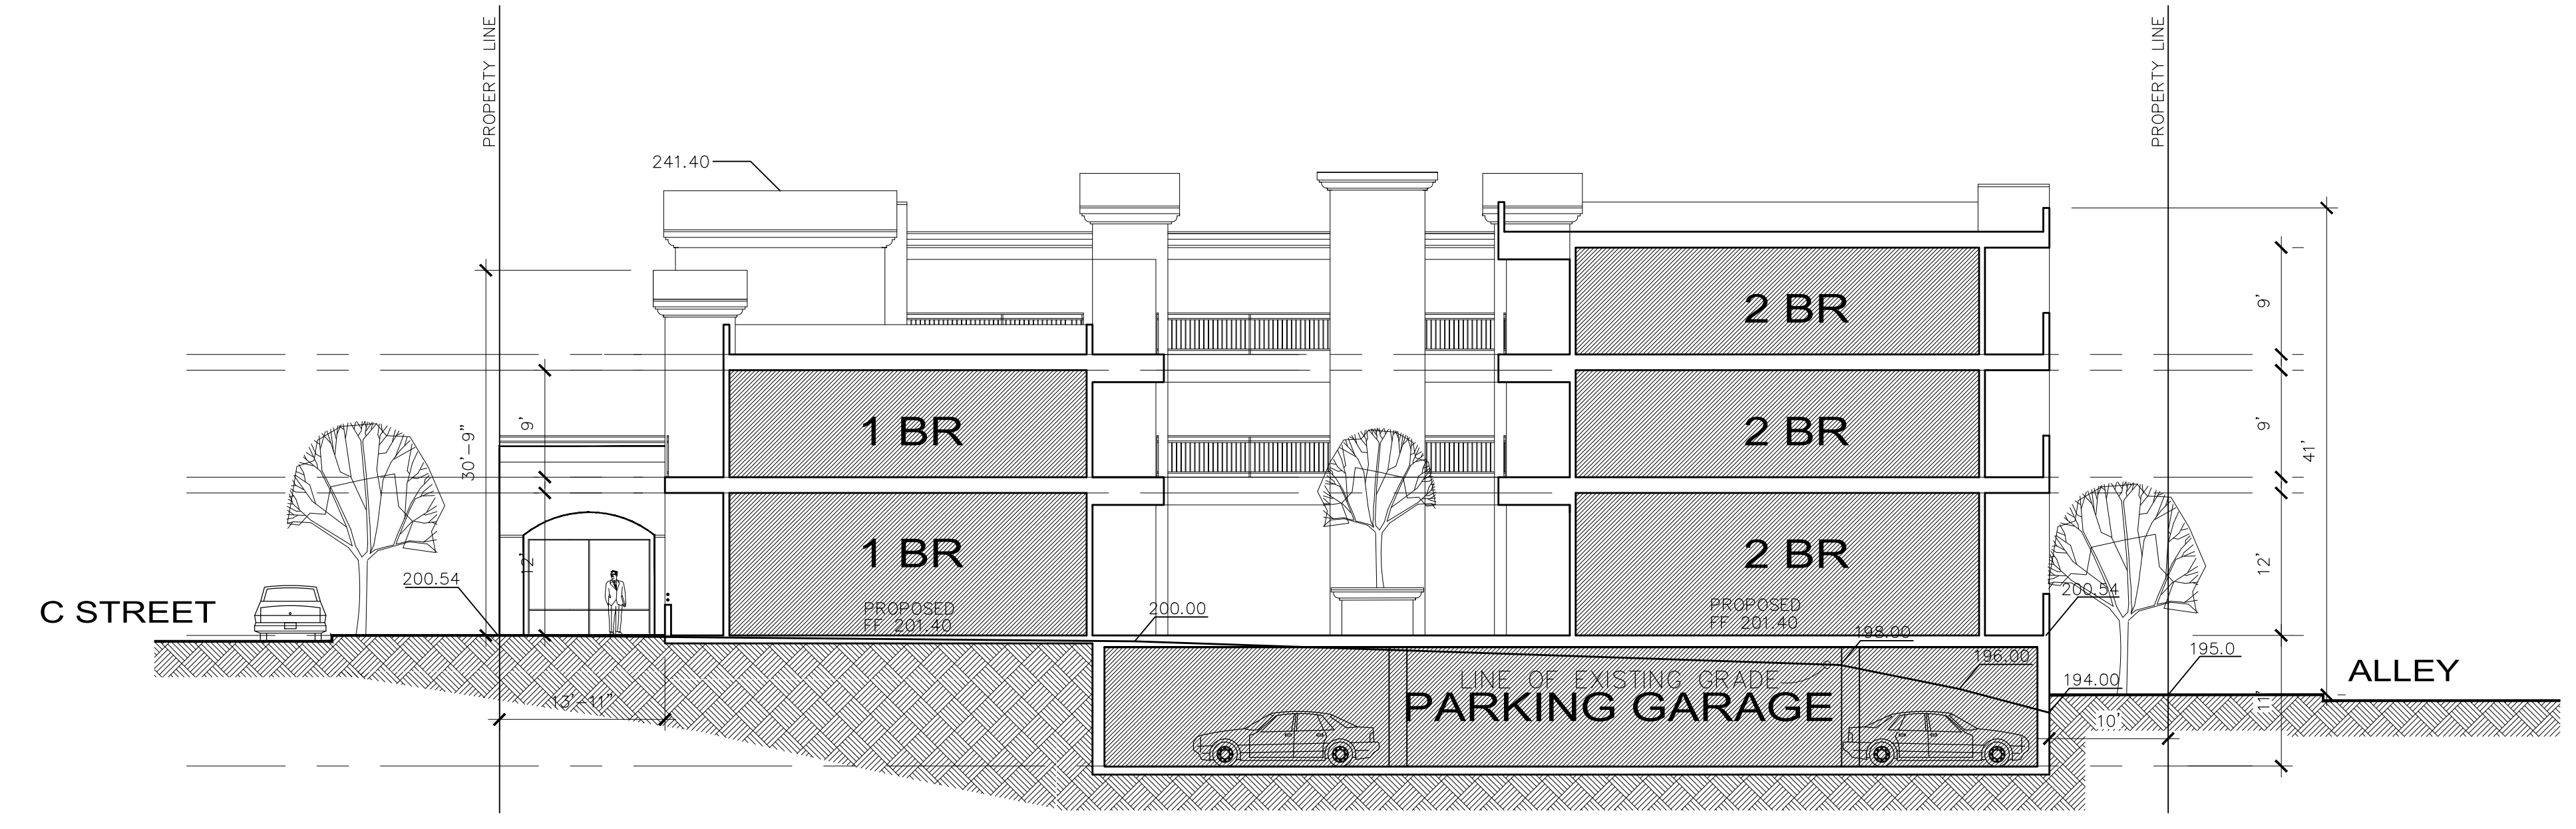 PROPERTY LINE
PROPERTY LINE
241.40
2 BR
9'
9'
30'-9"
1 BR
2 BR
9'
41'
12'
1 BR
2 BR
12'
200.54
200.54
C STREET
PROPOSED
FF 201.40
200.00
PROPOSED
FF 201.40
198.00
196.00
195.0
ALLEY
LINE OF EXISTING GRADE
194.00
13'-11"
PARKING GARAGE
10'
11'